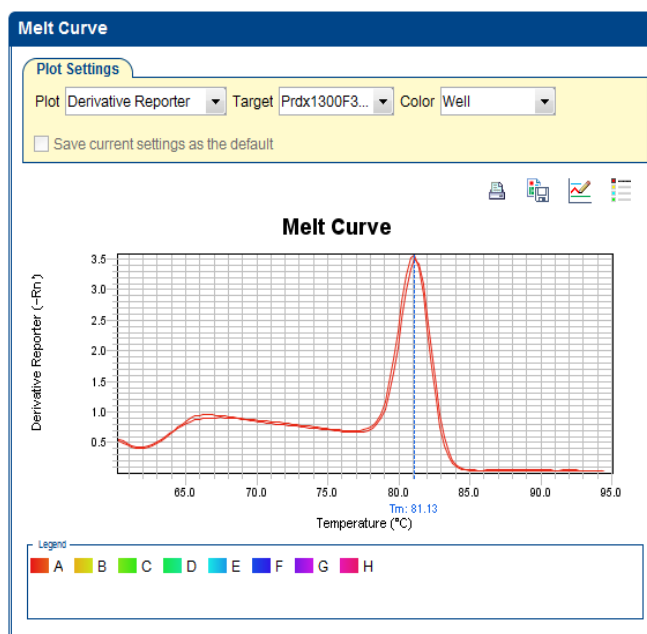 Melt Curve
Plot Settings
Plot Derivative Reporter Target Prdx1300F3... Color Well
Save current settings as the default
Melt Curve
Derivative Reporter (-Rn')
3.5
3.0
2.5
2.0
1.5
1.0
0.5
65.0 70.0 75.0 80.0 85.0 90.0 95.0
Tm: 81.13
Temperature (°C)
Legend
A B C D E F G H